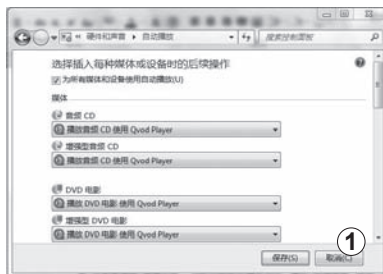 « 硬件和声音 ▸ 自动播放
搜索控制面板
选择插入每种媒体或设备时的后续操作
为所有媒体和设备使用自动播放(U)
媒体
音频 CD
播放音频 CD 使用 Qvod Player
增强型音频 CD
播放音频 CD 使用 Qvod Player
DVD 电影
播放 DVD 电影 使用 Qvod Player
增强型 DVD 电影
播放 DVD 电影 使用 Qvod Player
保存(S) 取消(C)
1